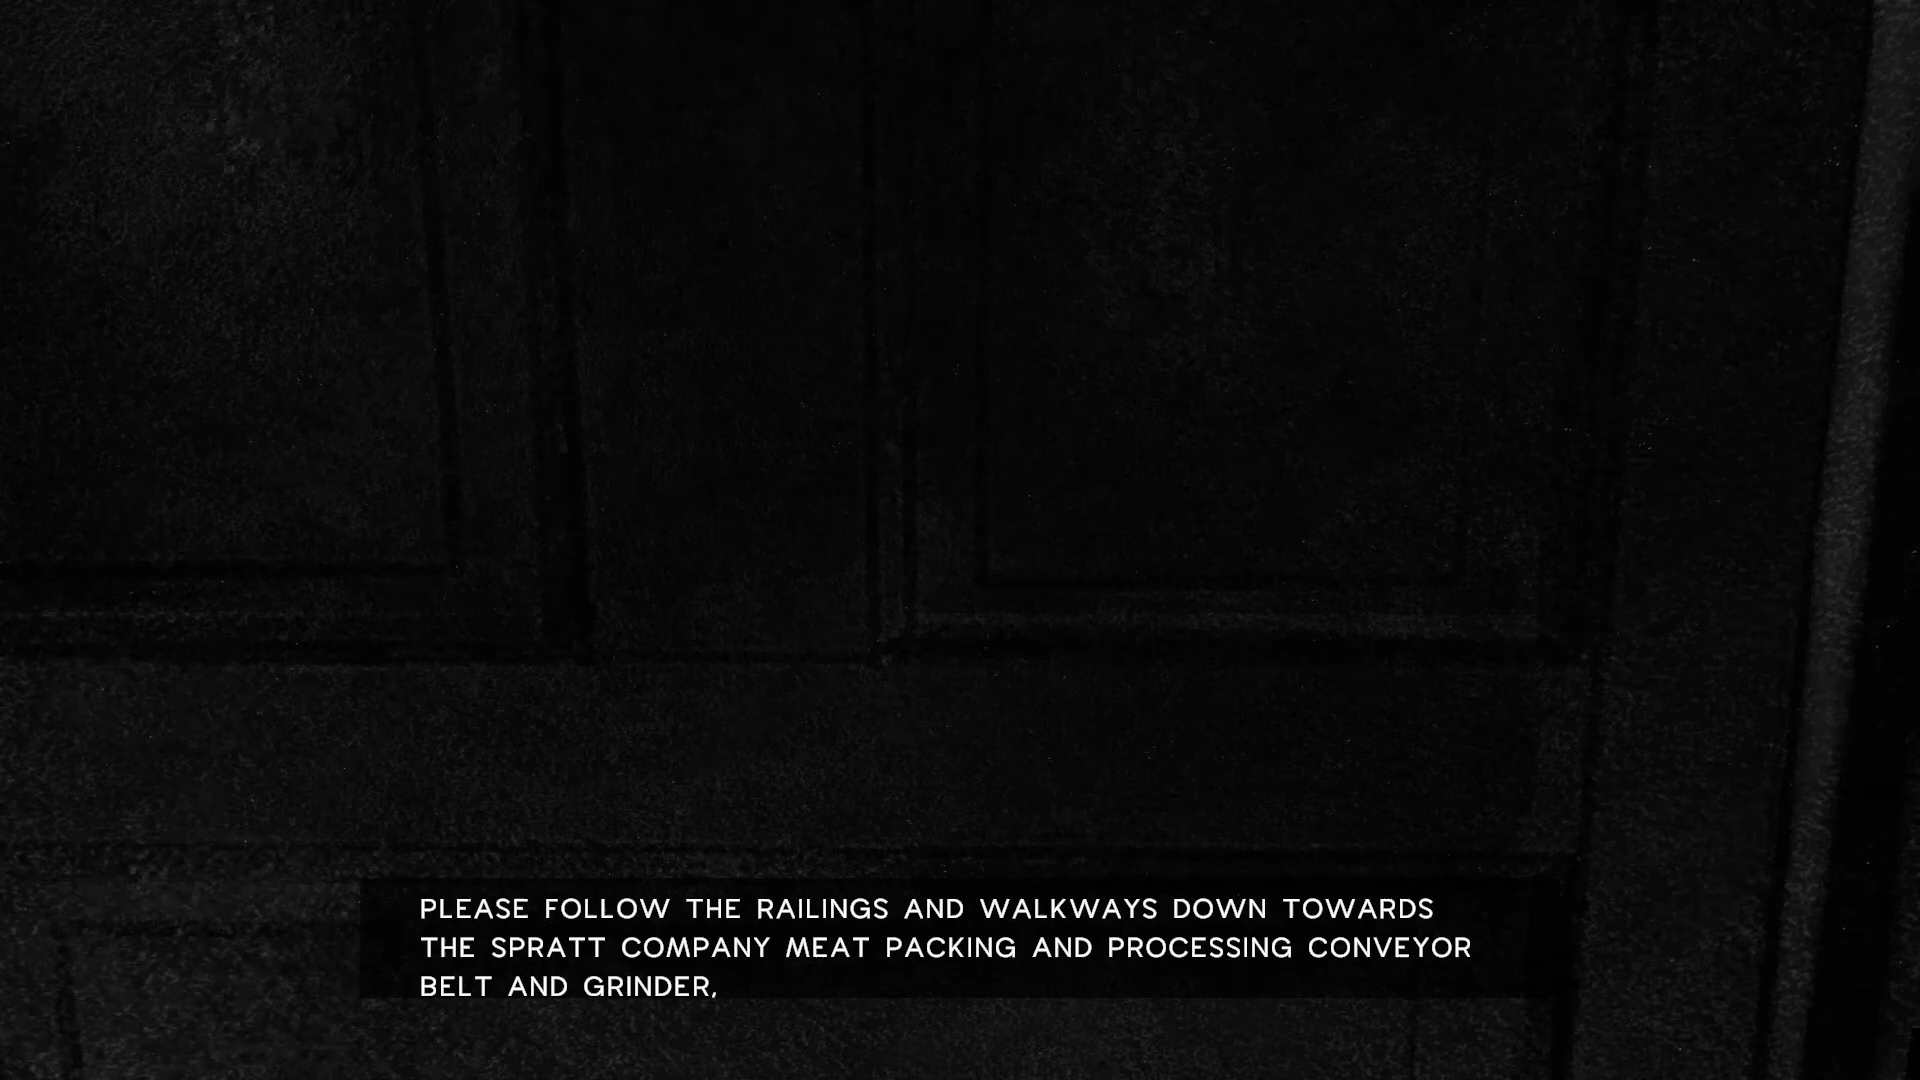 PLEASE FOLLOW THE RAILINGS AND WALKWAYS DOWN TOWARDS
THE SPRATT COMPANY MEAT PACKING AND PROCESSING CONVEYOR
BELT AND GRINDER,